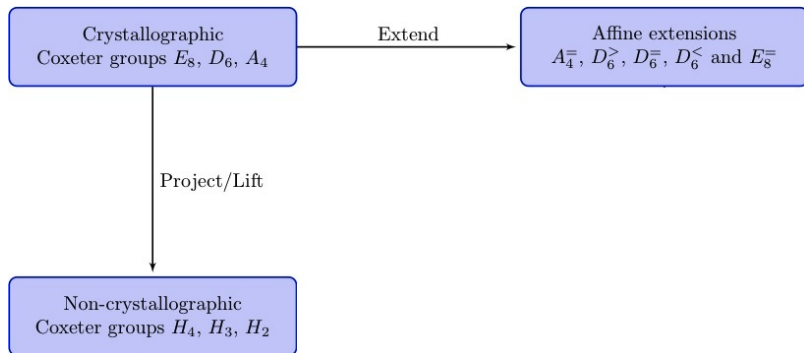 Crystallographic
Coxeter groups E₈, D₆, A₄
Extend
Affine extensions
A₄⁼, D₆^>, D₆⁼, D₆^< and E₈⁼
Project/Lift
Non-crystallographic
Coxeter groups H₄, H₃, H₂